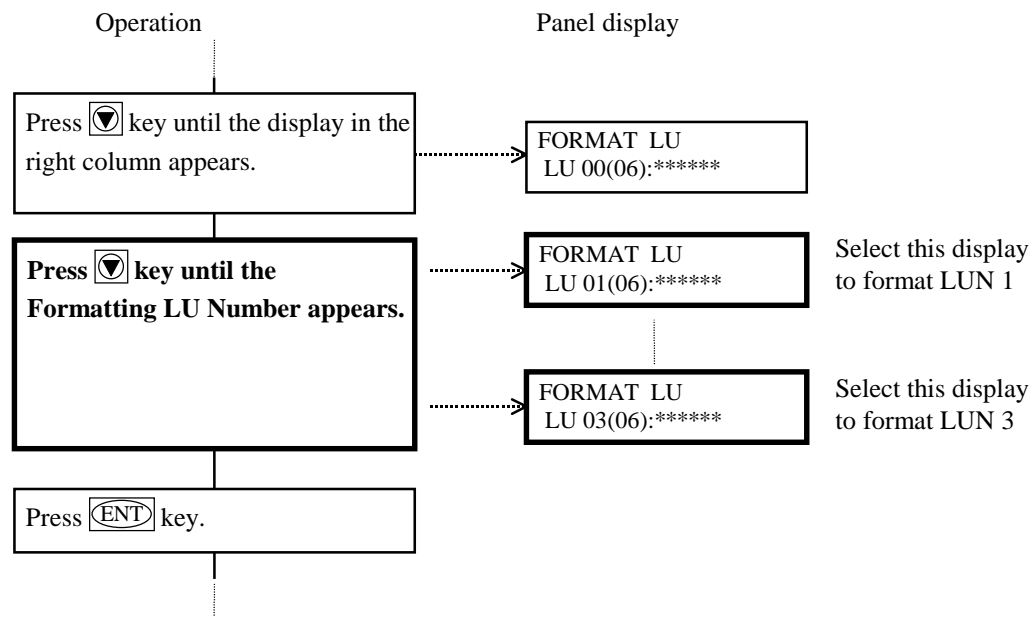 Operation
Panel display
Press ▼ key until the display in the
right column appears.
FORMAT LU
LU 00(06):******
Press ▼ key until the
Formatting LU Number appears.
FORMAT LU
LU 01(06):******
Select this display
to format LUN 1
FORMAT LU
LU 03(06):******
Select this display
to format LUN 3
Press ENT key.